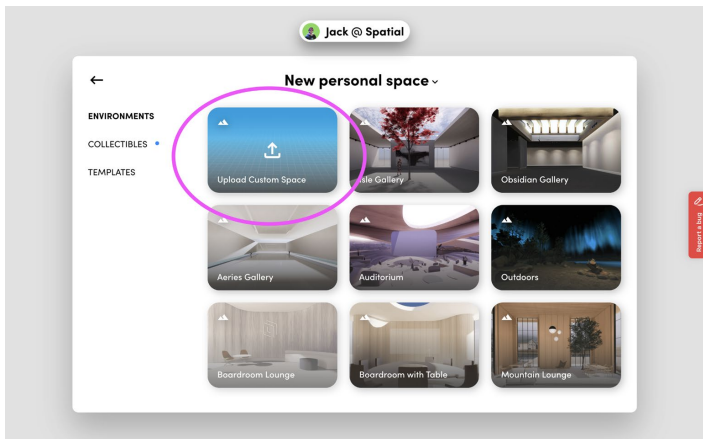 Jack @ Spatial
New personal space
ENVIRONMENTS
COLLECTIBLES
TEMPLATES
Upload Custom Space
Isle Gallery
Obsidian Gallery
Aeries Gallery
Auditorium
Outdoors
Boardroom Lounge
Boardroom with Table
Mountain Lounge
Report a bug